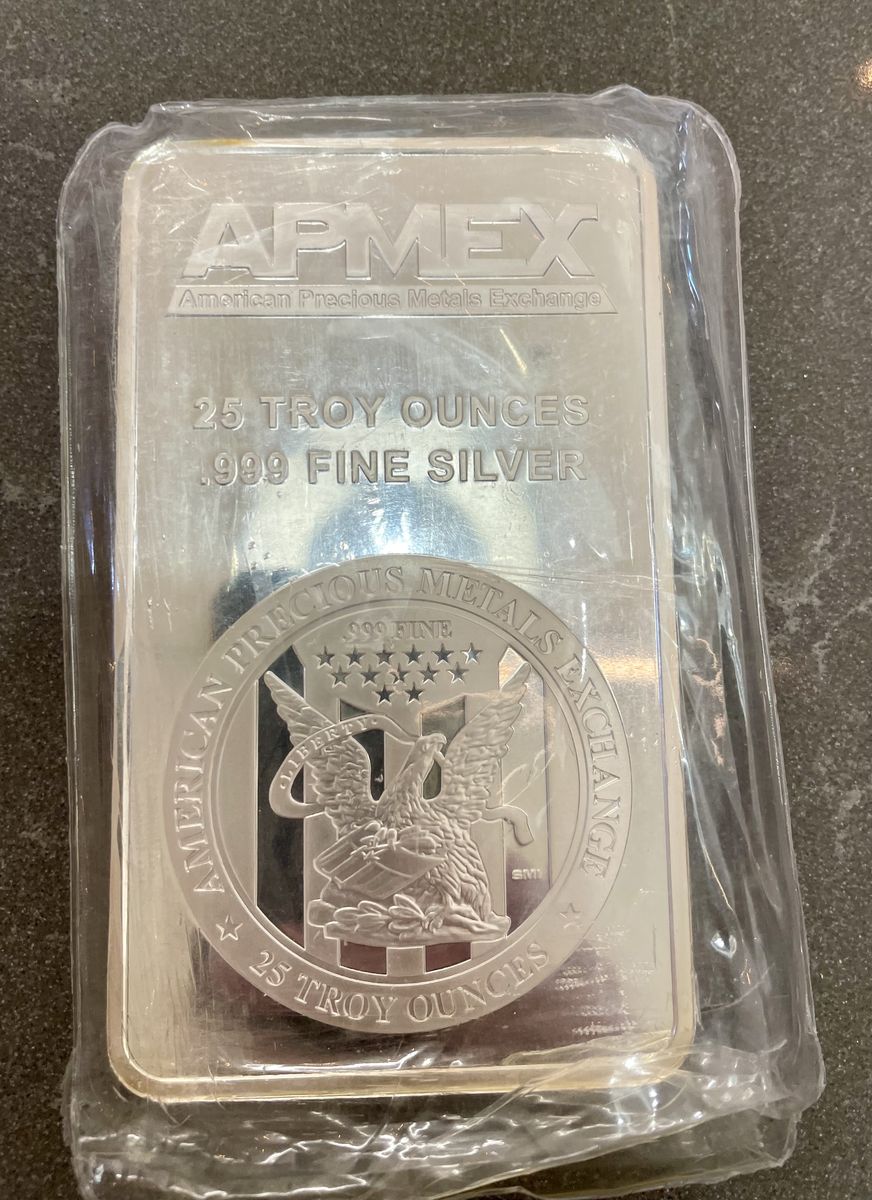 APMEX
American Precious Metals Exchange
25 TROY OUNCES
.999 FINE SILVER
AMERICAN PRECIOUS METALS EXCHANGE
.999 FINE
LIBERTY
SMI
25 TROY OUNCES